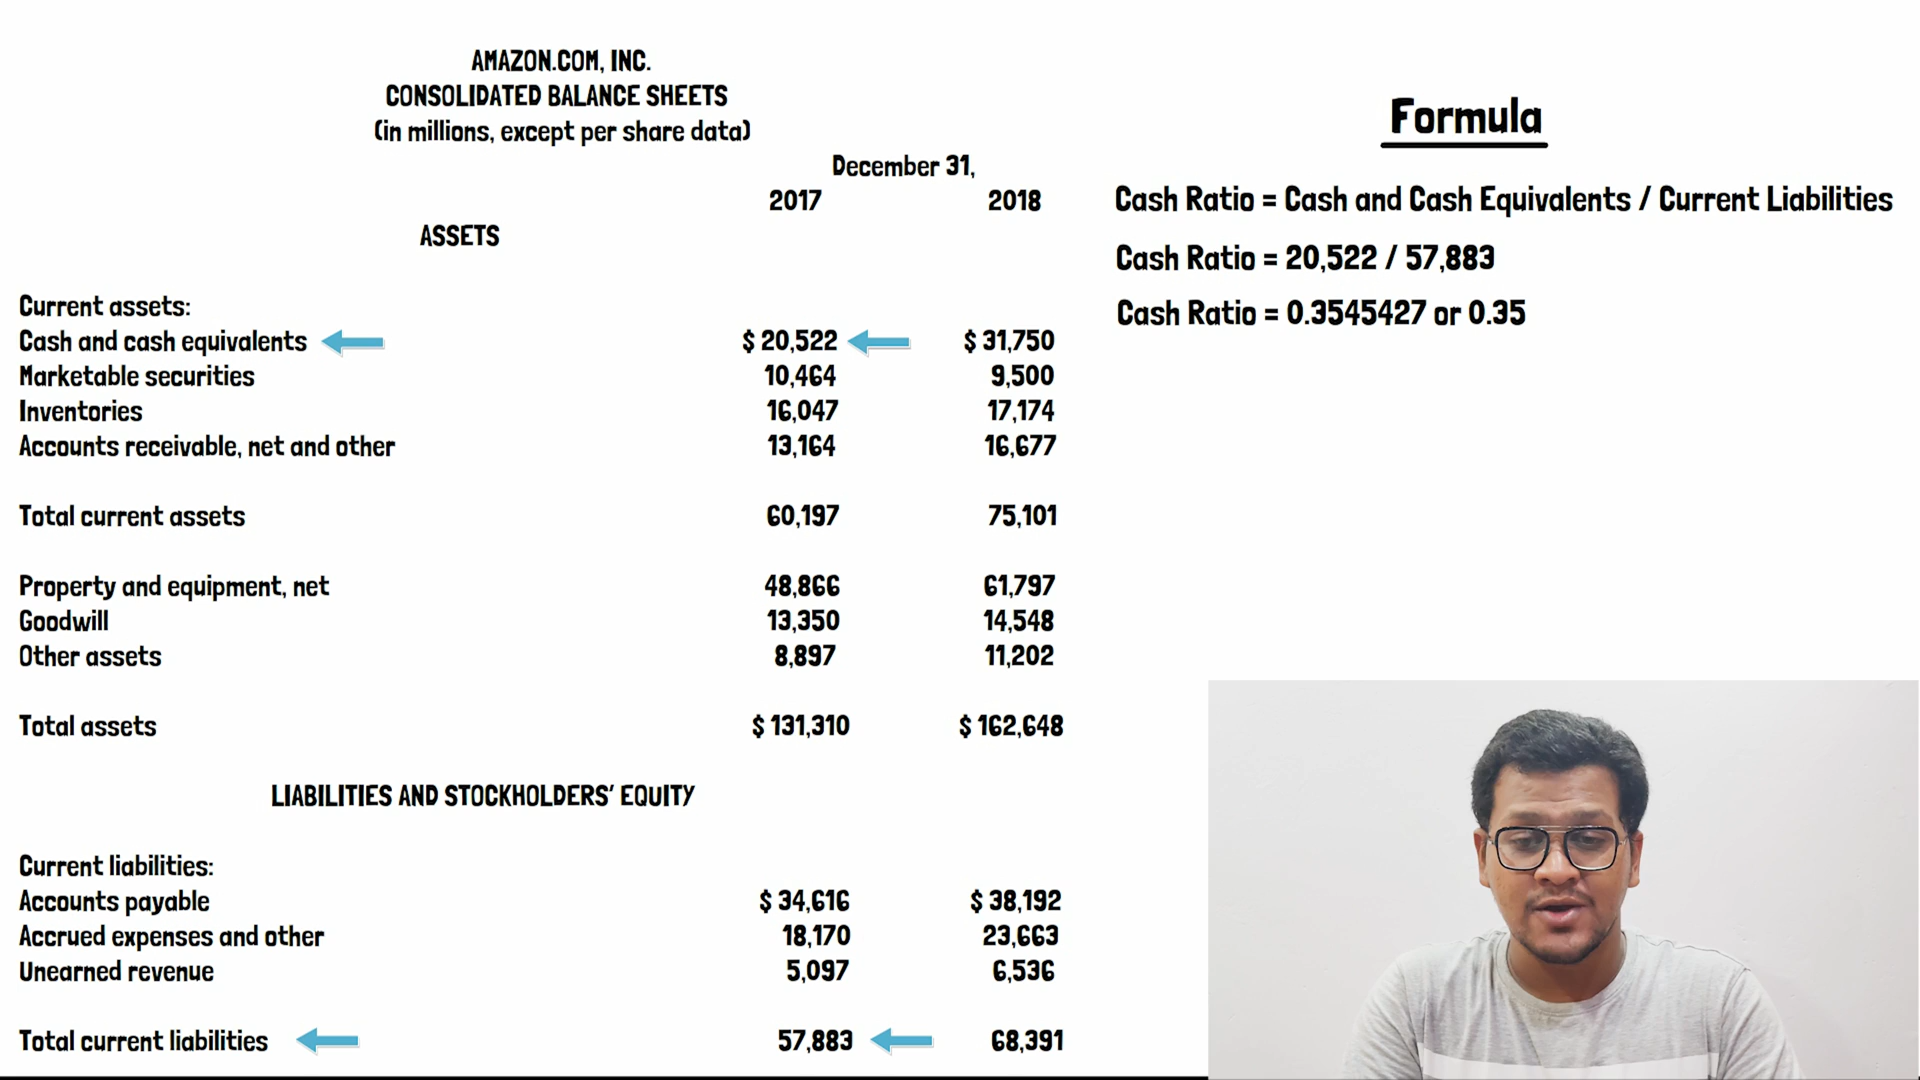 AMAZON.COM, INC.
CONSOLIDATED BALANCE SHEETS
(in millions, except per share data)
December 31,
2017 2018
ASSETS
Current assets:
Cash and cash equivalents $ 20,522 $ 31,750
Marketable securities 10,464 9,500
Inventories 16,047 17,174
Accounts receivable, net and other 13,164 16,677
Total current assets 60,197 75,101
Property and equipment, net 48,866 61,797
Goodwill 13,350 14,548
Other assets 8,897 11,202
Total assets $ 131,310 $ 162,648
LIABILITIES AND STOCKHOLDERS' EQUITY
Current liabilities:
Accounts payable $ 34,616 $ 38,192
Accrued expenses and other 18,170 23,663
Unearned revenue 5,097 6,536
Total current liabilities 57,883 68,391
Formula
Cash Ratio = Cash and Cash Equivalents / Current Liabilities
Cash Ratio = 20,522 / 57,883
Cash Ratio = 0.3545427 or 0.35